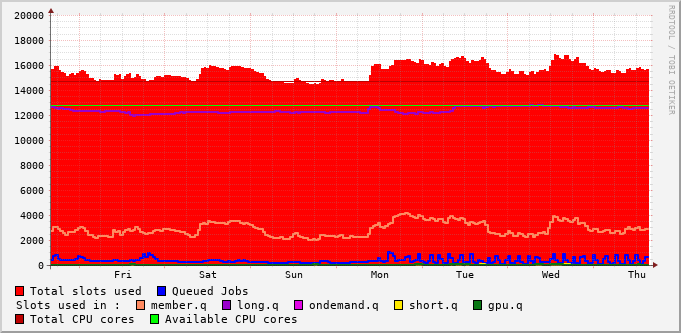 20000
18000
16000
14000
12000
10000
8000
6000
4000
2000
0
Fri Sat Sun Mon Tue Wed Thu
RRDTOOL / TOBI OETIKER
Total slots used Queued Jobs
Slots used in : member.q long.q ondemand.q short.q gpu.q
Total CPU cores Available CPU cores